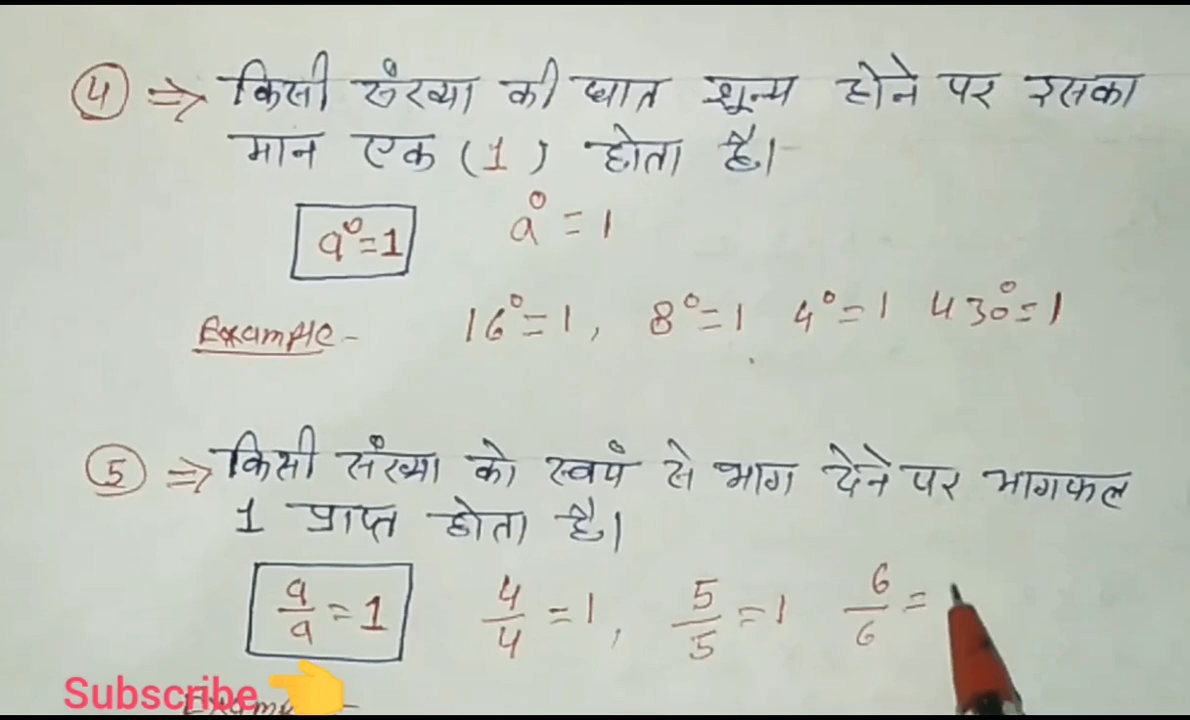 ④ ⇒ किसी संख्या की घात शून्य होने पर इसका
मान एक (1) होता है।
a⁰=1 a⁰ = 1
Example - 16⁰=1, 8⁰=1 4⁰=1 430⁰=1
⑤ ⇒ किसी संख्या को स्वयं से भाग देने पर भागफल
1 प्राप्त होता है।
a/a = 1 4/4 = 1, 5/5 = 1 6/6 =
Subscribe